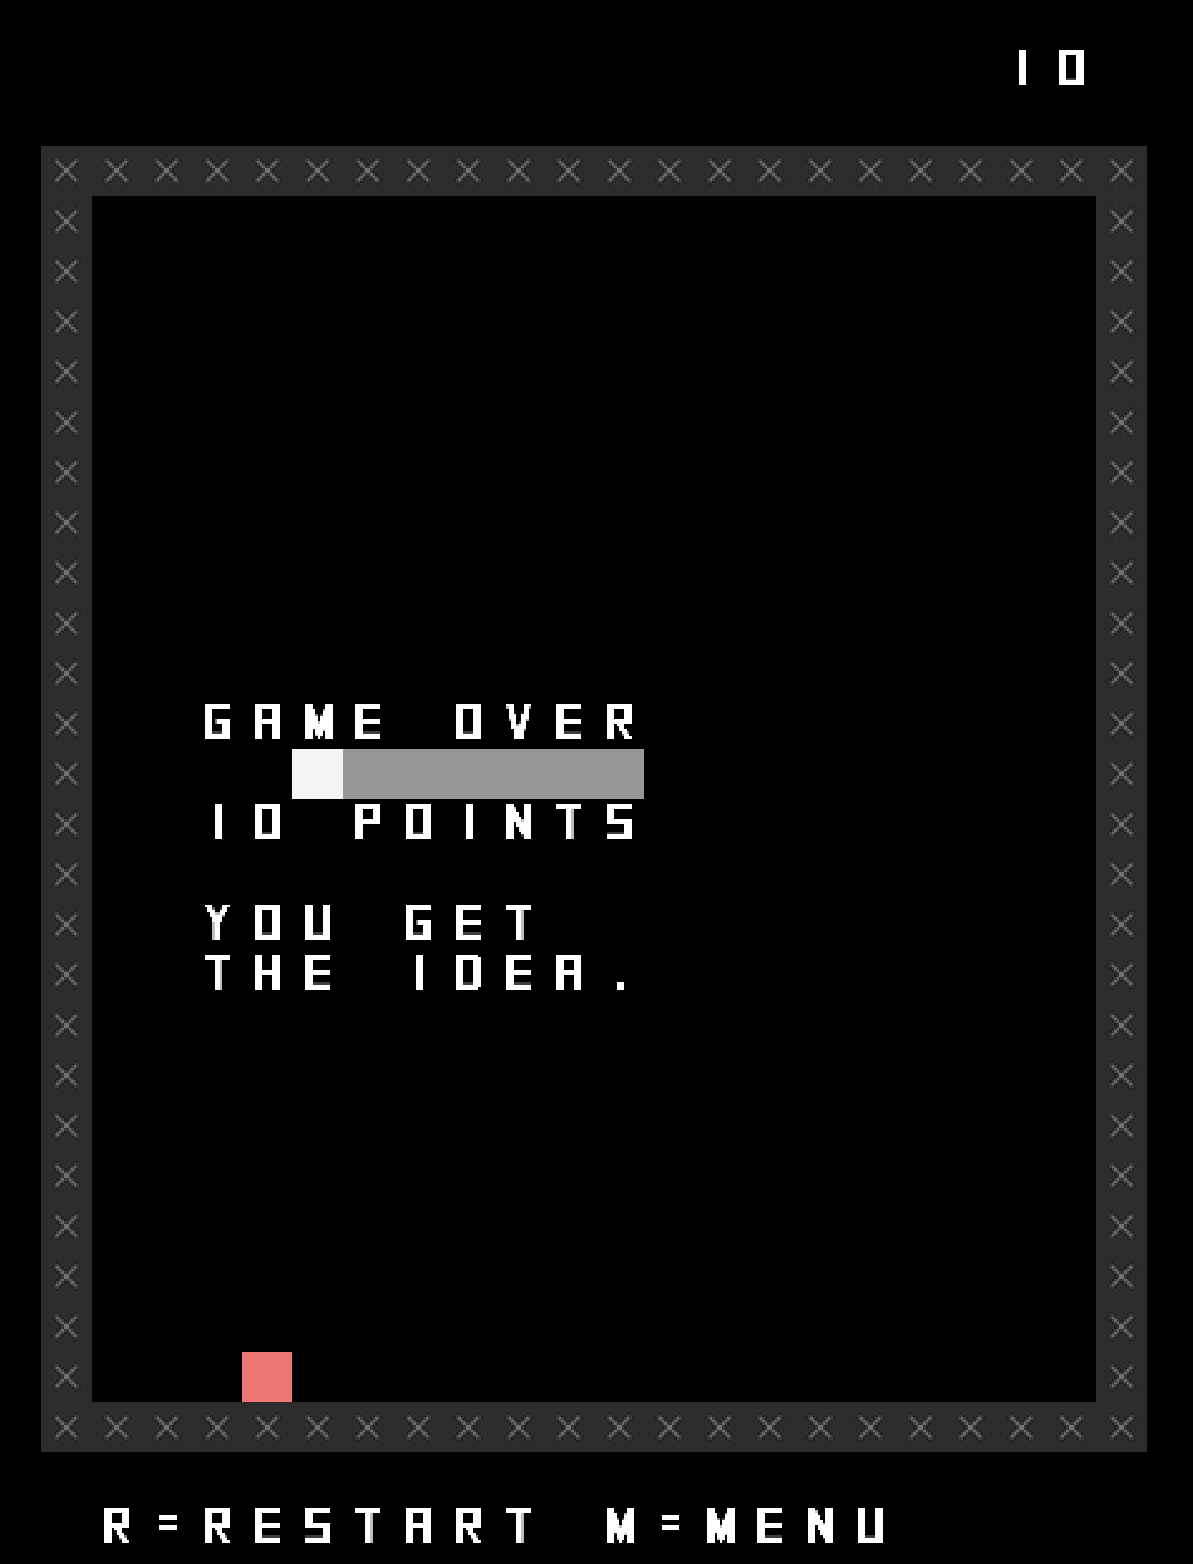 10
GAME OVER
10 POINTS
YOU GET
THE IDEA.
R=RESTART M=MENU